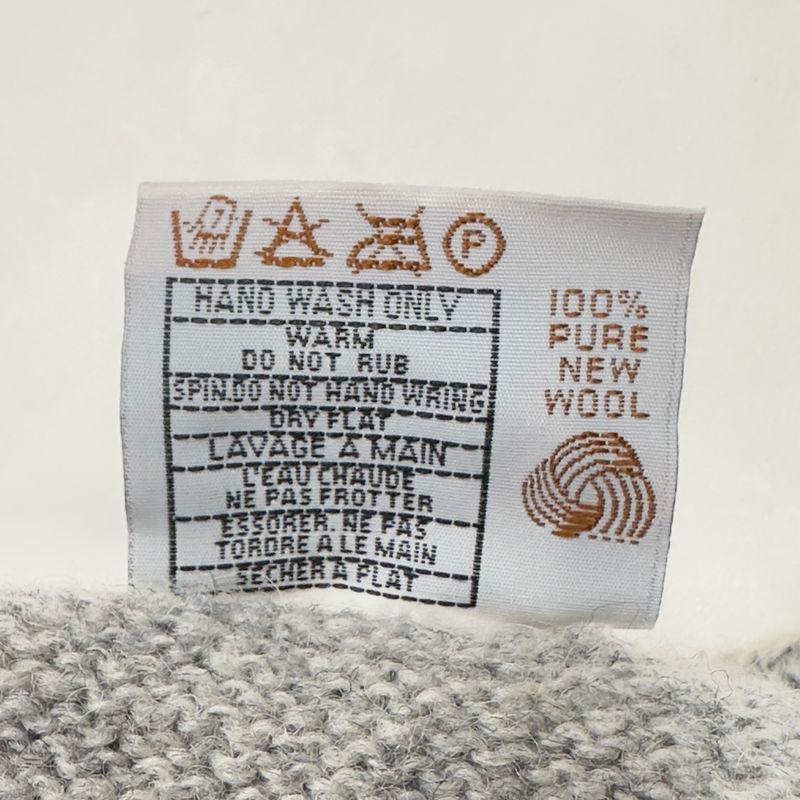 P
HAND WASH ONLY
WARM
DO NOT RUB
SPIN.DO NOT HAND WRING
DRY FLAT
LAVAGE A MAIN
L'EAU CHAUDE
NE PAS FROTTER
ESSORER. NE PAS
TORDRE A LE MAIN
SECHER A PLAT
100%
PURE
NEW
WOOL